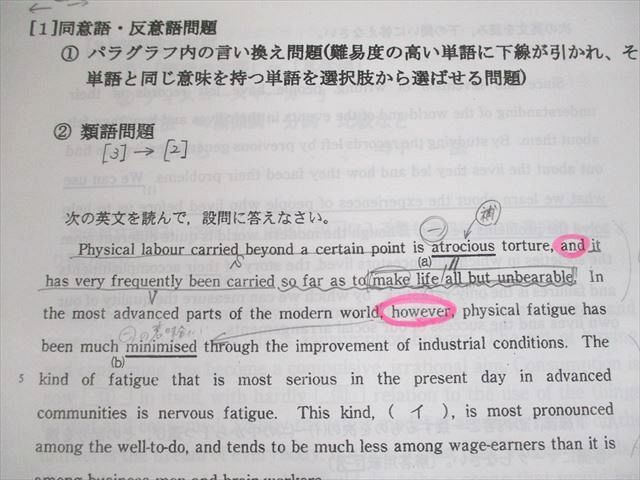 [1]同意語・反意語問題
① パラグラフ内の言い換え問題(難易度の高い単語に下線が引かれ、そ
単語と同じ意味を持つ単語を選択肢から選ばせる問題)
② 類語問題
[3]→[2]
次の英文を読んで, 設問に答えなさい。
㊀ 補
Physical labour carried beyond a certain point is atrocious torture, and it
(a)
has very frequently been carried so far as to make life all but unbearable. In
the most advanced parts of the modern world, however, physical fatigue has
been much minimised through the improvement of industrial conditions. The
(b)
5 kind of fatigue that is most serious in the present day in advanced
communities is nervous fatigue. This kind, ( イ ), is most pronounced
among the well-to-do, and tends to be much less among wage-earners than it is
among business men and brain-workers.